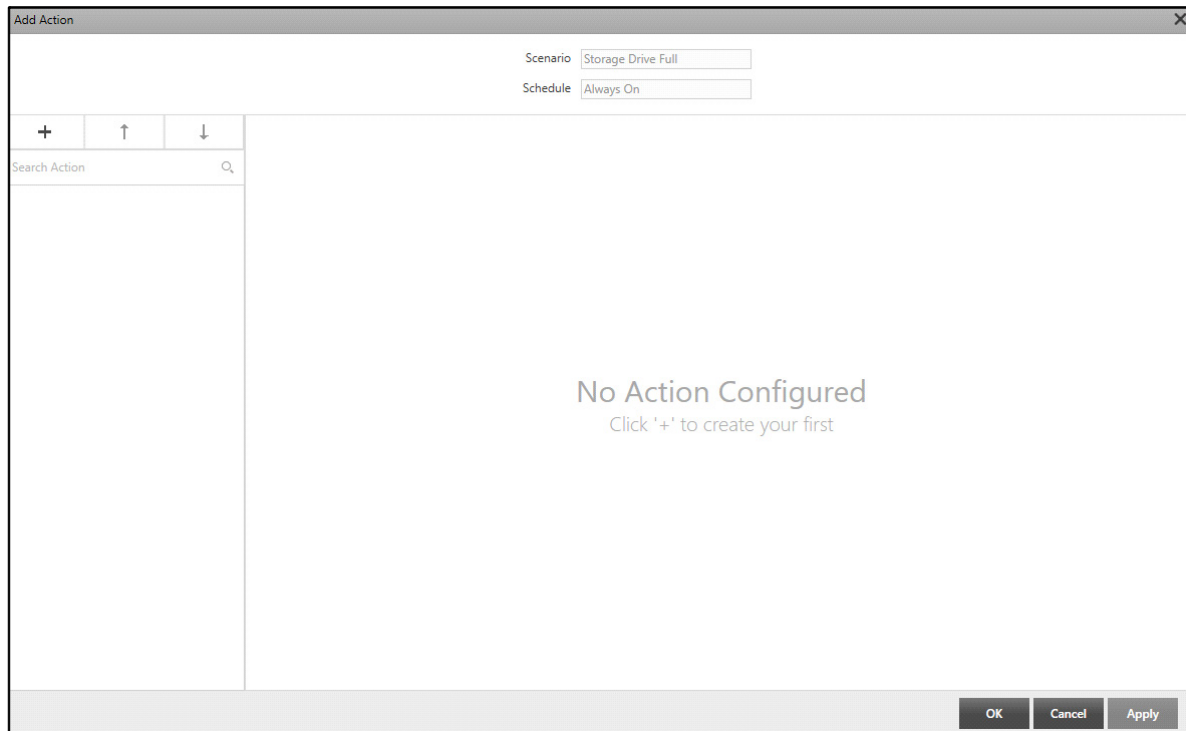 Add Action
Scenario Storage Drive Full
Schedule Always On
+ ↑ ↓
Search Action
No Action Configured
Click '+' to create your first
OK Cancel Apply